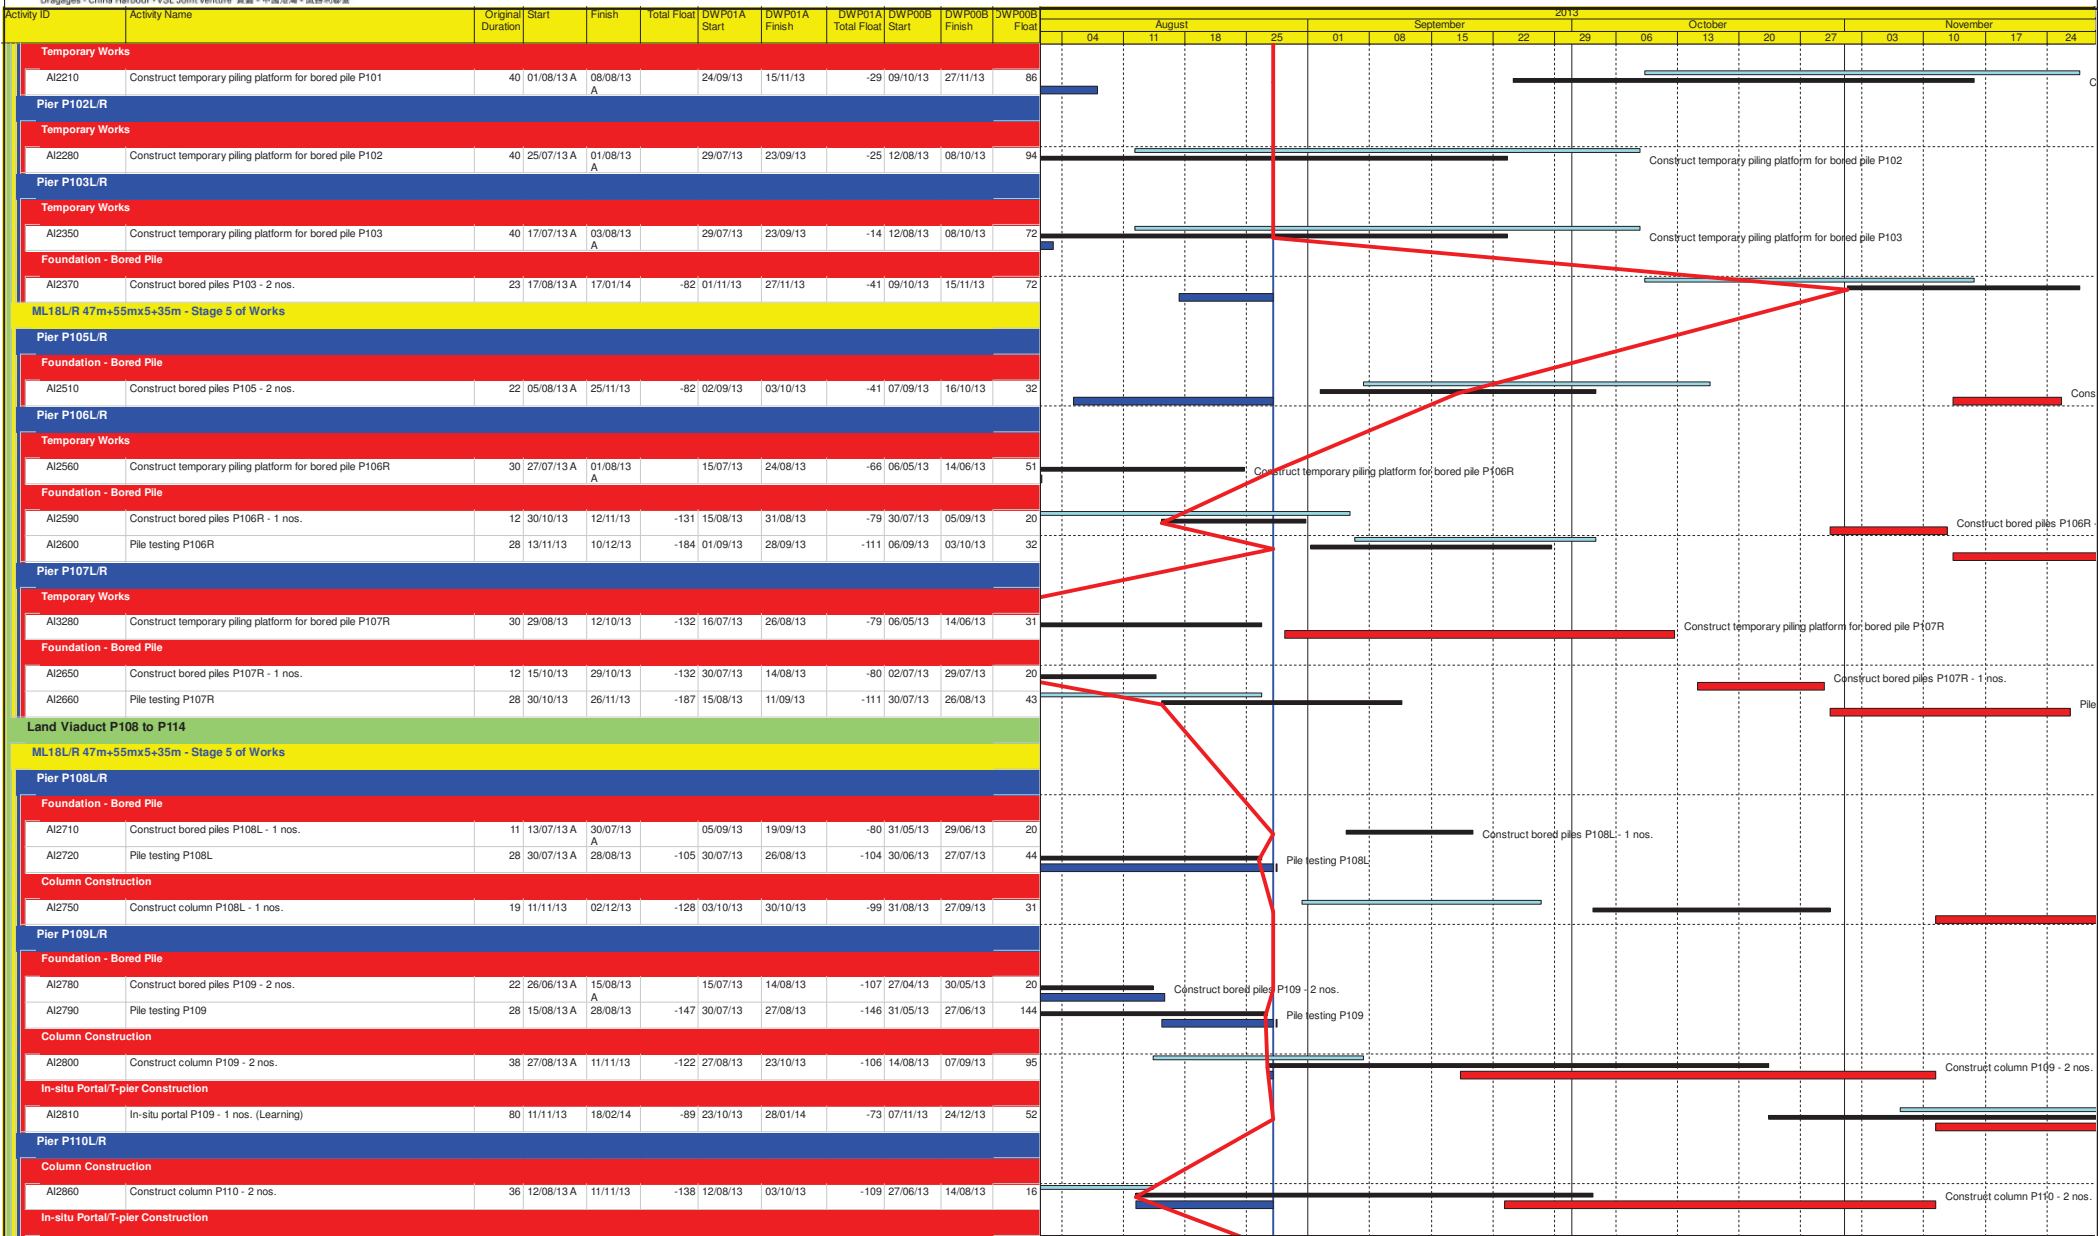 Dragages - China Harbour - VSL Joint Venture
Activity ID Activity Name Original Duration Start Finish Total Float DWP01A Start DWP01A Finish DWP01A Total Float DWP00B Start DWP00B Finish DWP00B Float
2013
August September October November
04 11 18 25 01 08 15 22 29 06 13 20 27 03 10 17 24
Temporary Works
AI2210 Construct temporary piling platform for bored pile P101 40 01/08/13 A 08/08/13 A 24/09/13 15/11/13 -29 09/10/13 27/11/13 86
C
Pier P102L/R
Temporary Works
AI2280 Construct temporary piling platform for bored pile P102 40 25/07/13 A 01/08/13 A 29/07/13 23/09/13 -25 12/08/13 08/10/13 94
Construct temporary piling platform for bored pile P102
Pier P103L/R
Temporary Works
AI2350 Construct temporary piling platform for bored pile P103 40 17/07/13 A 03/08/13 A 29/07/13 23/09/13 -14 12/08/13 08/10/13 72
Construct temporary piling platform for bored pile P103
Foundation - Bored Pile
AI2370 Construct bored piles P103 - 2 nos. 23 17/08/13 A 17/01/14 -82 01/11/13 27/11/13 -41 09/10/13 15/11/13 72
ML18L/R 47m+55mx5+35m - Stage 5 of Works
Pier P105L/R
Foundation - Bored Pile
AI2510 Construct bored piles P105 - 2 nos. 22 05/08/13 A 25/11/13 -82 02/09/13 03/10/13 -41 07/09/13 16/10/13 32
Cons
Pier P106L/R
Temporary Works
AI2560 Construct temporary piling platform for bored pile P106R 30 27/07/13 A 01/08/13 A 15/07/13 24/08/13 -66 06/05/13 14/06/13 51
Construct temporary piling platform for bored pile P106R
Foundation - Bored Pile
AI2590 Construct bored piles P106R - 1 nos. 12 30/10/13 12/11/13 -131 15/08/13 31/08/13 -79 30/07/13 05/09/13 20
Construct bored piles P106R -
AI2600 Pile testing P106R 28 13/11/13 10/12/13 -184 01/09/13 28/09/13 -111 06/09/13 03/10/13 32
Pier P107L/R
Temporary Works
AI3280 Construct temporary piling platform for bored pile P107R 30 29/08/13 12/10/13 -132 16/07/13 26/08/13 -79 06/05/13 14/06/13 31
Construct temporary piling platform for bored pile P107R
Foundation - Bored Pile
AI2650 Construct bored piles P107R - 1 nos. 12 15/10/13 29/10/13 -132 30/07/13 14/08/13 -80 02/07/13 29/07/13 20
Construct bored piles P107R - 1 nos.
AI2660 Pile testing P107R 28 30/10/13 26/11/13 -187 15/08/13 11/09/13 -111 30/07/13 26/08/13 43
Pile
Land Viaduct P108 to P114
ML18L/R 47m+55mx5+35m - Stage 5 of Works
Pier P108L/R
Foundation - Bored Pile
AI2710 Construct bored piles P108L - 1 nos. 11 13/07/13 A 30/07/13 A 05/09/13 19/09/13 -80 31/05/13 29/06/13 20
Construct bored piles P108L - 1 nos.
AI2720 Pile testing P108L 28 30/07/13 A 28/08/13 -105 30/07/13 26/08/13 -104 30/06/13 27/07/13 44
Pile testing P108L
Column Construction
AI2750 Construct column P108L - 1 nos. 19 11/11/13 02/12/13 -128 03/10/13 30/10/13 -99 31/08/13 27/09/13 31
Pier P109L/R
Foundation - Bored Pile
AI2780 Construct bored piles P109 - 2 nos. 22 26/06/13 A 15/08/13 A 15/07/13 14/08/13 -107 27/04/13 30/05/13 20
Construct bored piles P109 - 2 nos.
AI2790 Pile testing P109 28 15/08/13 A 28/08/13 -147 30/07/13 27/08/13 -146 31/05/13 27/06/13 144
Pile testing P109
Column Construction
AI2800 Construct column P109 - 2 nos. 38 27/08/13 A 11/11/13 -122 27/08/13 23/10/13 -106 14/08/13 07/09/13 95
Construct column P109 - 2 nos.
In-situ Portal/T-pier Construction
AI2810 In-situ portal P109 - 1 nos. (Learning) 80 11/11/13 18/02/14 -89 23/10/13 28/01/14 -73 07/11/13 24/12/13 52
Pier P110L/R
Column Construction
AI2860 Construct column P110 - 2 nos. 36 12/08/13 A 11/11/13 -138 12/08/13 03/10/13 -109 27/06/13 14/08/13 16
Construct column P110 - 2 nos.
In-situ Portal/T-pier Construction